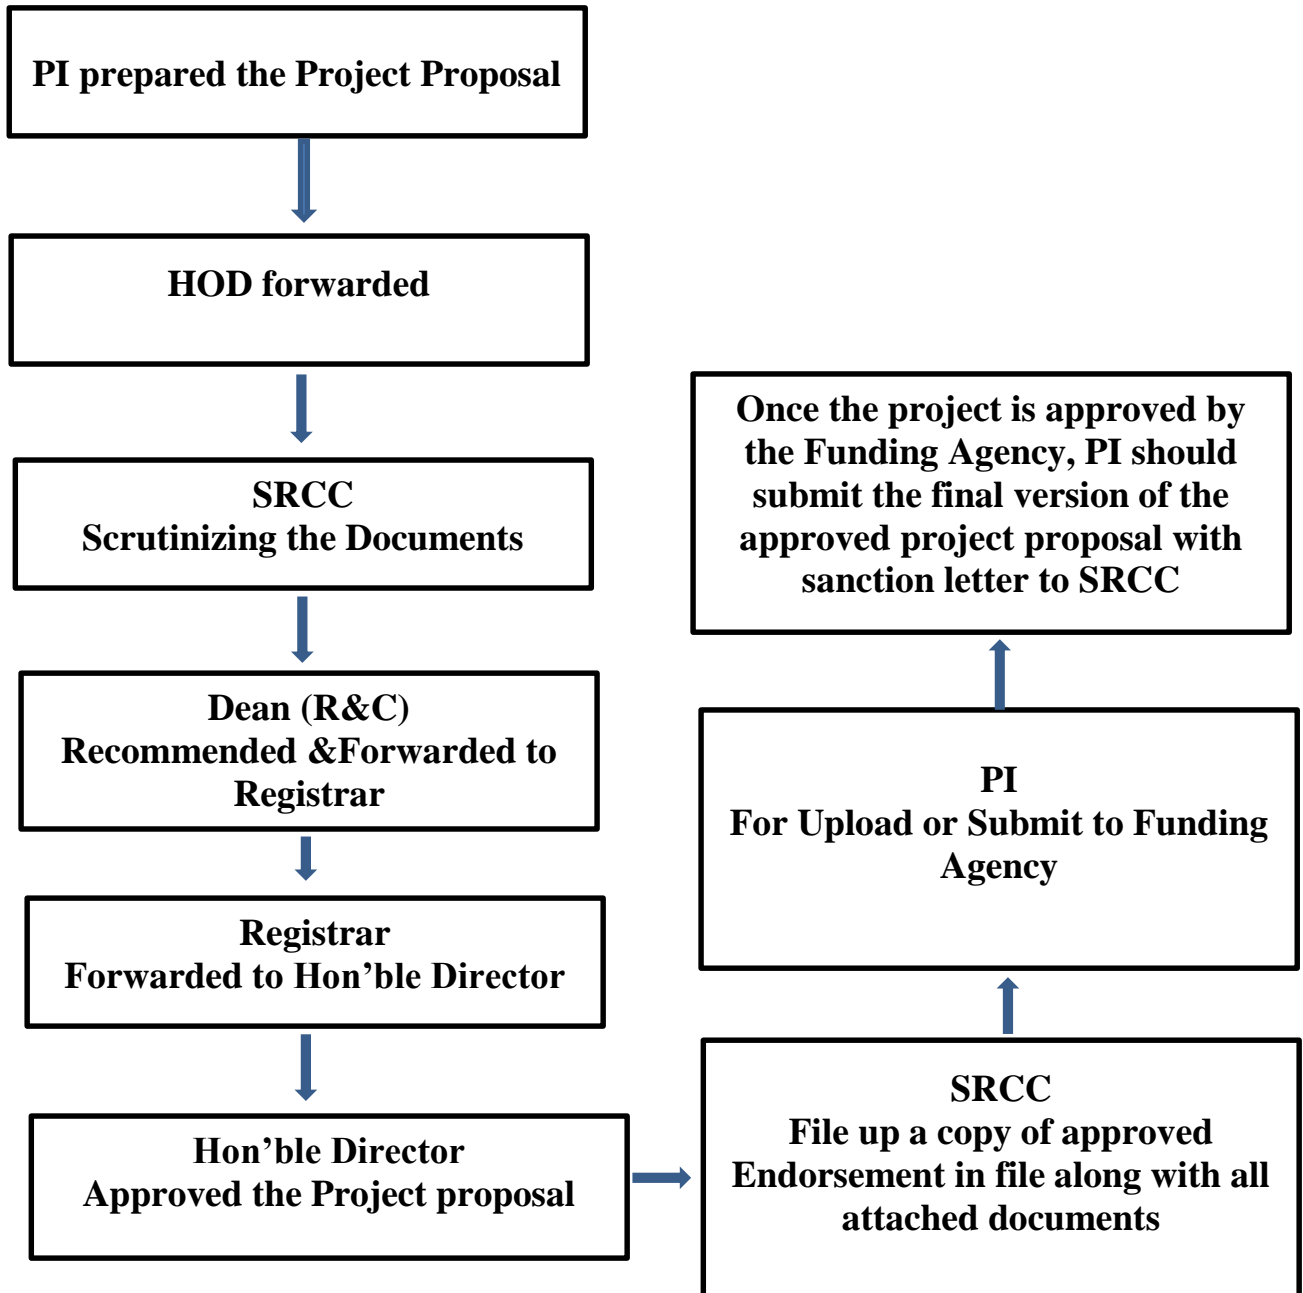 PI prepared the Project Proposal
HOD forwarded
SRCC
Scrutinizing the Documents
Dean (R&C)
Recommended &Forwarded to
Registrar
Registrar
Forwarded to Hon’ble Director
Hon’ble Director
Approved the Project proposal
SRCC
File up a copy of approved
Endorsement in file along with all
attached documents
PI
For Upload or Submit to Funding
Agency
Once the project is approved by
the Funding Agency, PI should
submit the final version of the
approved project proposal with
sanction letter to SRCC